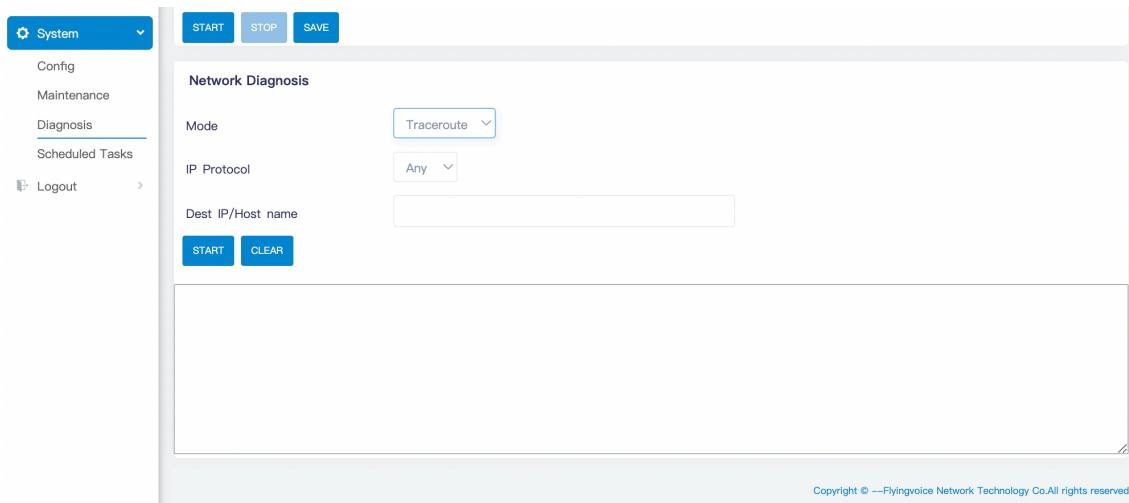 System
Config
Maintenance
Diagnosis
Scheduled Tasks
Logout
START STOP SAVE
Network Diagnosis
Mode Traceroute
IP Protocol Any
Dest IP/Host name
START CLEAR
Copyright © --Flyingvoice Network Technology Co.All rights reserved